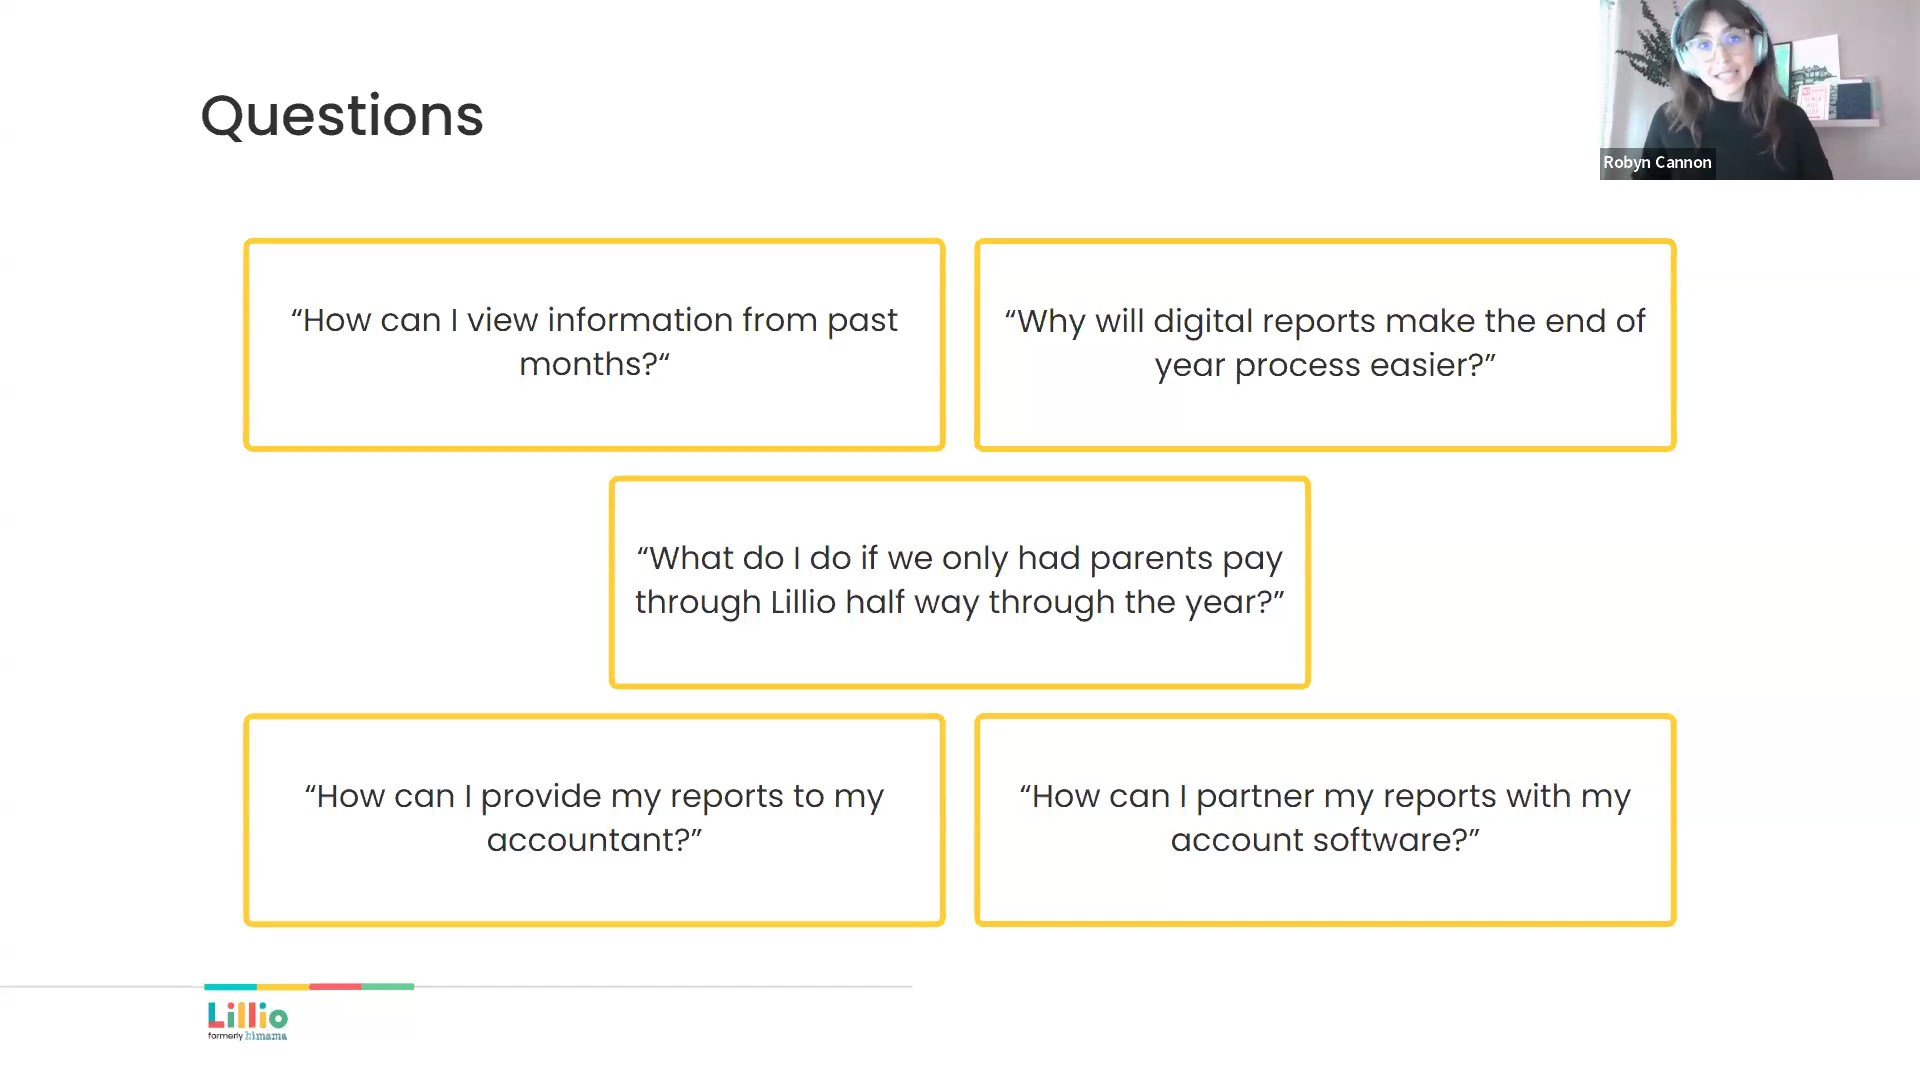 Questions
Robyn Cannon
“How can I view information from past
months?“
“Why will digital reports make the end of
year process easier?”
“What do I do if we only had parents pay
through Lillio half way through the year?”
“How can I provide my reports to my
accountant?”
“How can I partner my reports with my
account software?”
Lillio
formerly himama